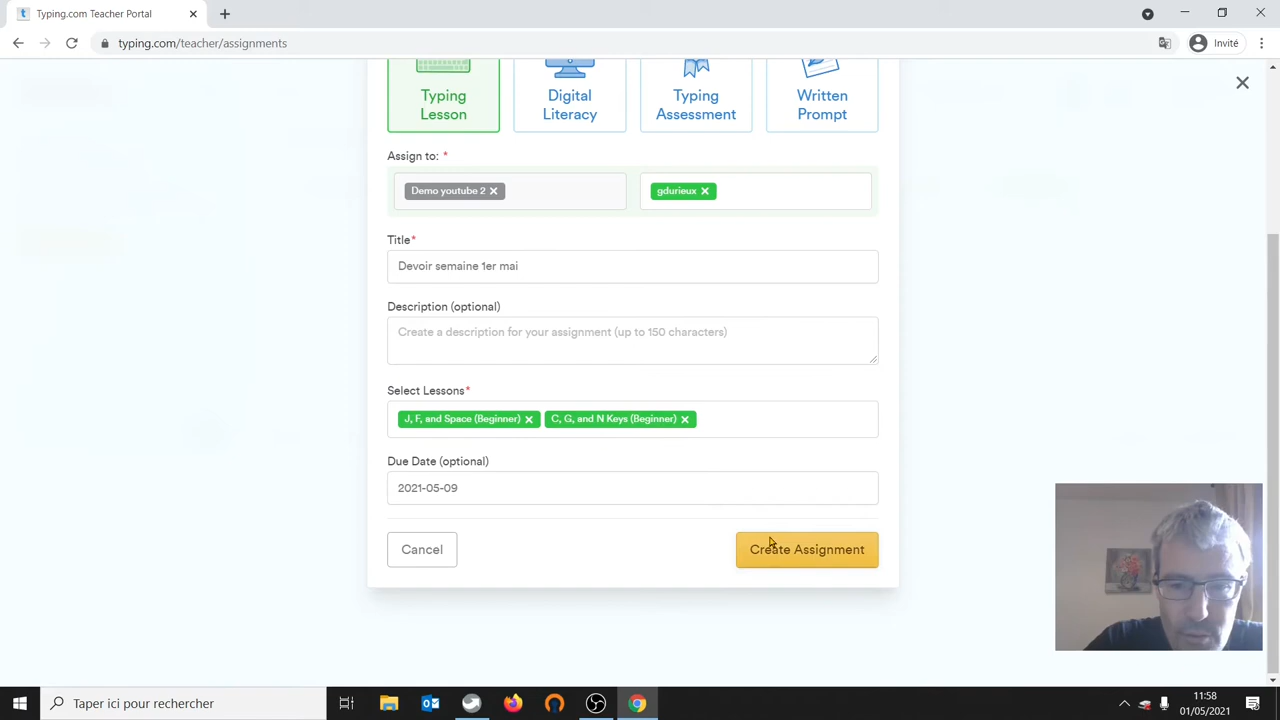 Typing.com Teacher Portal
typing.com/teacher/assignments
Invité
Typing Lesson
Digital Literacy
Typing Assessment
Written Prompt
Assign to: *
Demo youtube 2
gdurieux
Title*
Devoir semaine 1er mai
Description (optional)
Create a description for your assignment (up to 150 characters)
Select Lessons*
J, F, and Space (Beginner) C, G, and N Keys (Beginner)
Due Date (optional)
2021-05-09
Cancel
Create Assignment
Taper ici pour rechercher
11:58
01/05/2021